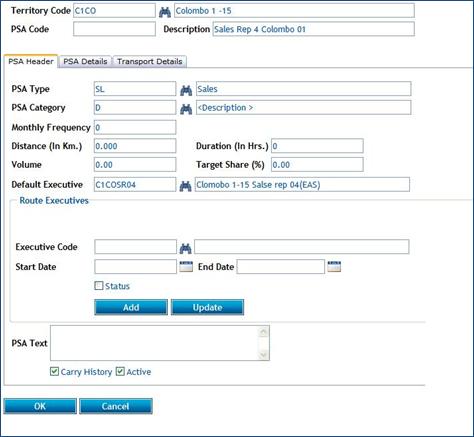 Territory Code C1CO Colombo 1 -15
PSA Code Description Sales Rep 4 Colombo 01
PSA Header PSA Details Transport Details
PSA Type SL Sales
PSA Category D <Description >
Monthly Frequency 0
Distance (In Km.) 0.000 Duration (In Hrs.) 0
Volume 0.00 Target Share (%) 0.00
Default Executive C1COSR04 Clomobo 1-15 Salse rep 04(EAS)
Route Executives
Executive Code
Start Date End Date
Status
Add Update
PSA Text
Carry History Active
OK Cancel